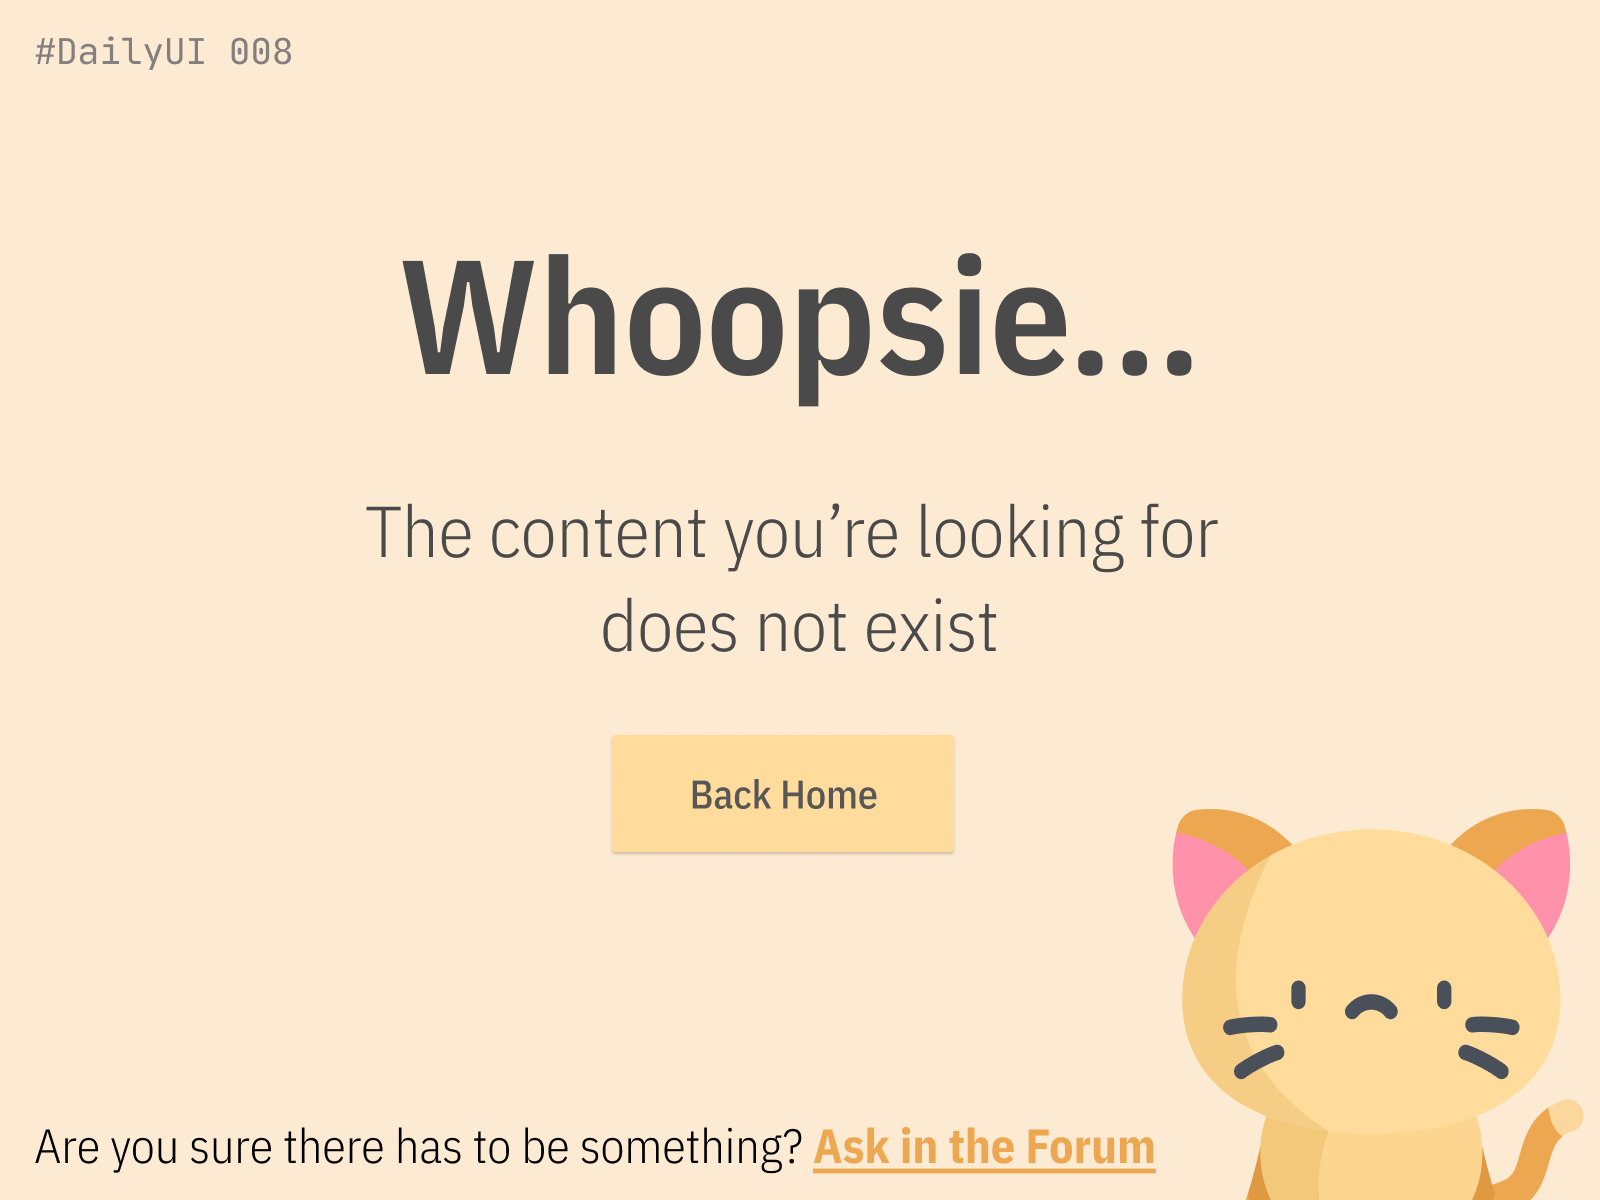 #DailyUI 008
Whoopsie...
The content you’re looking for
does not exist
Back Home
Are you sure there has to be something? Ask in the Forum